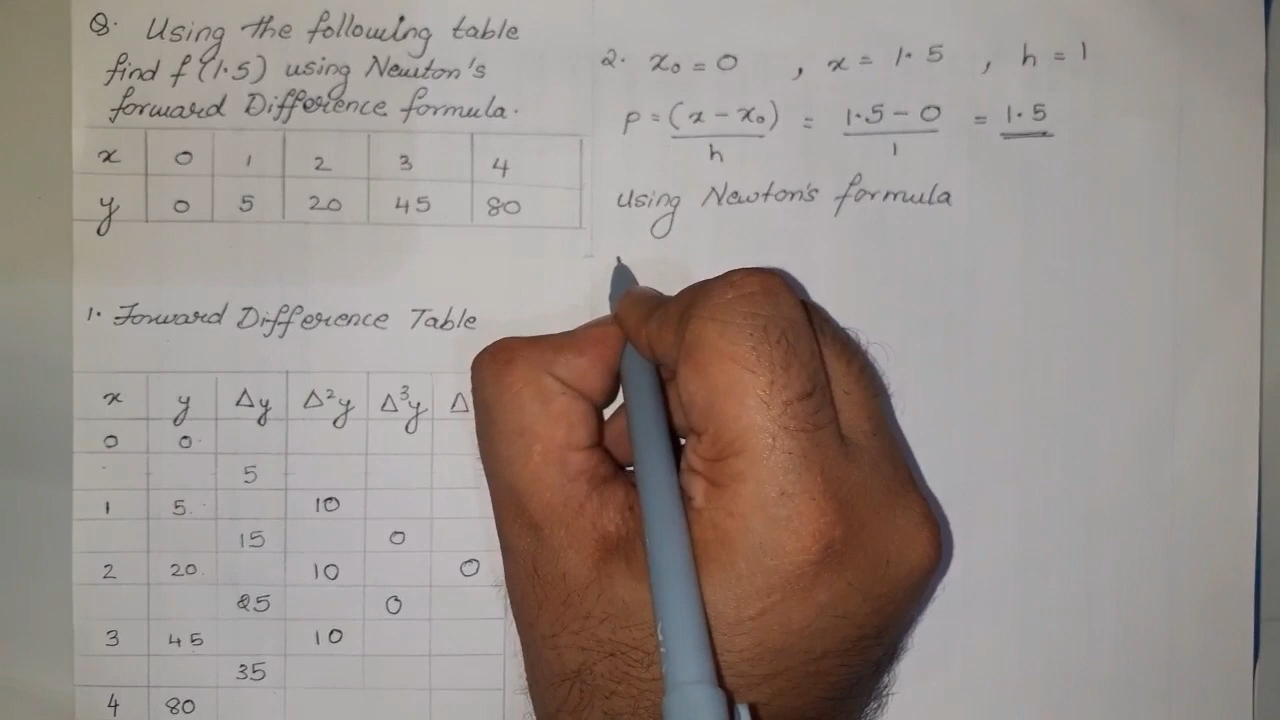 Q. Using the following table
find f(1.5) using Newton's
forward Difference formula.
x 0 1 2 3 4
y 0 5 20 45 80
1. Forward Difference Table
x y Δy Δ²y Δ³y Δ
0 0
5
1 5 10
15 0
2 20 10 0
25 0
3 45 10
35
4 80
2. x₀ = 0 , x = 1.5 , h = 1
p = (x - x₀) / h = 1.5 - 0 / 1 = 1.5
Using Newton's formula